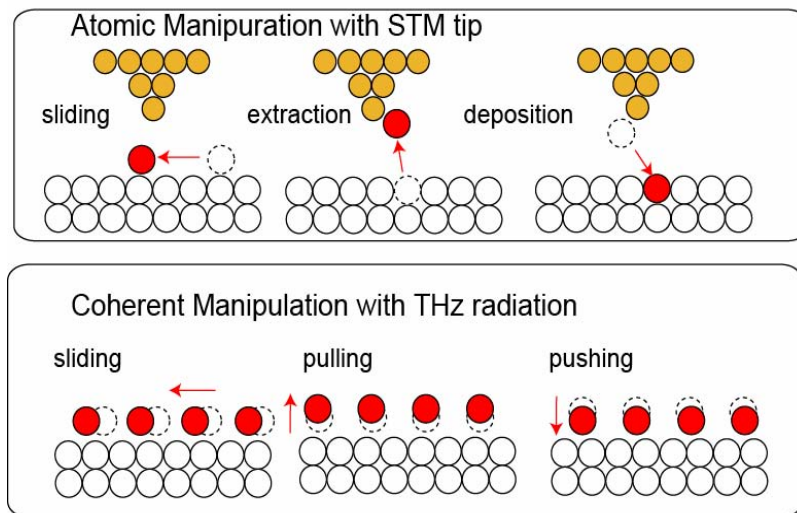 Atomic Manipuration with STM tip
sliding
extraction
deposition
Coherent Manipulation with THz radiation
sliding
pulling
pushing